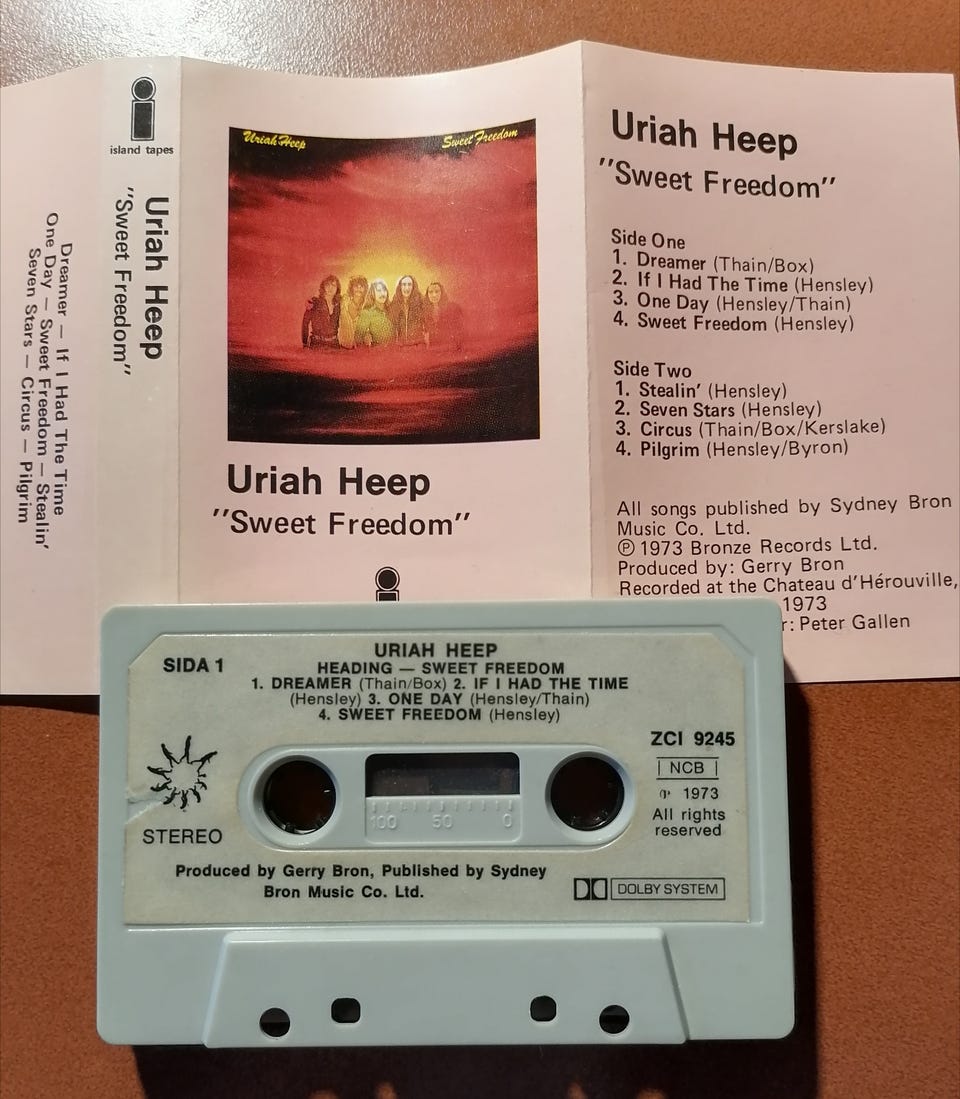 island tapes
Uriah Heep
"Sweet Freedom"
Dreamer — If I Had The Time
One Day — Sweet Freedom — Stealin'
Seven Stars — Circus — Pilgrim
Uriah Heep
Sweet Freedom
Uriah Heep
"Sweet Freedom"
Uriah Heep
"Sweet Freedom"
Side One
1. Dreamer (Thain/Box)
2. If I Had The Time (Hensley)
3. One Day (Hensley/Thain)
4. Sweet Freedom (Hensley)
Side Two
1. Stealin' (Hensley)
2. Seven Stars (Hensley)
3. Circus (Thain/Box/Kerslake)
4. Pilgrim (Hensley/Byron)
All songs published by Sydney Bron
Music Co. Ltd.
℗ 1973 Bronze Records Ltd.
Produced by: Gerry Bron
Recorded at the Chateau d'Hérouville,
1973
r: Peter Gallen
SIDA 1
URIAH HEEP
HEADING — SWEET FREEDOM
1. DREAMER (Thain/Box) 2. IF I HAD THE TIME
(Hensley) 3. ONE DAY (Hensley/Thain)
4. SWEET FREEDOM (Hensley)
ZCI 9245
NCB
℗ 1973
All rights
reserved
STEREO
100 50 0
Produced by Gerry Bron, Published by Sydney
Bron Music Co. Ltd.
DOLBY SYSTEM